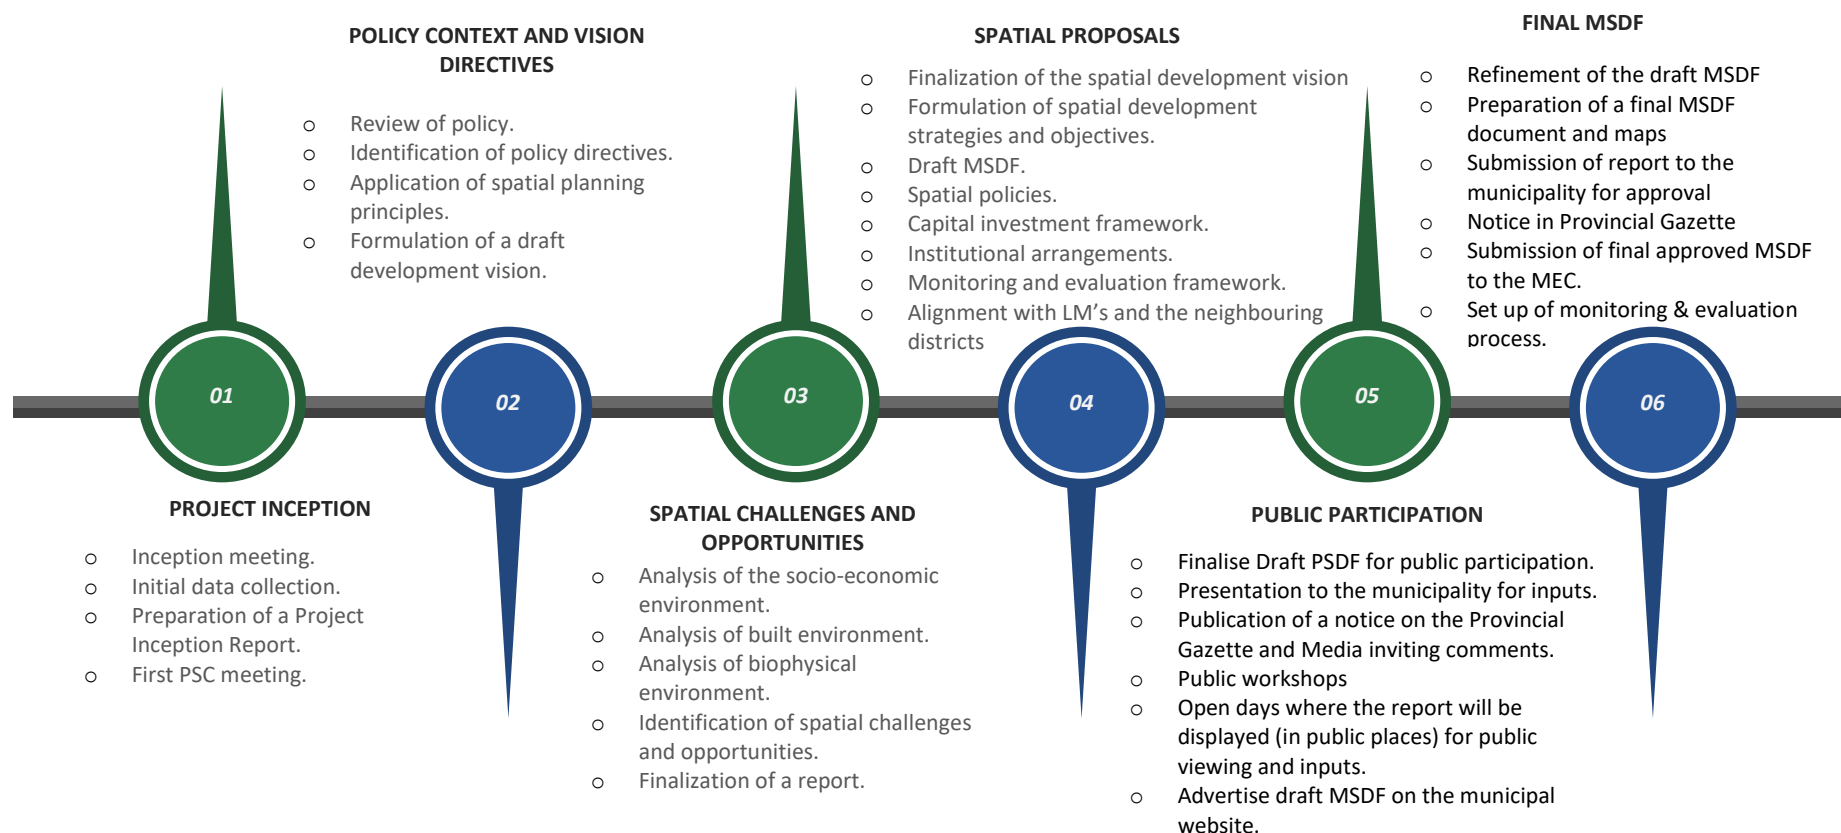 POLICY CONTEXT AND VISION
DIRECTIVES
o Review of policy.
o Identification of policy directives.
o Application of spatial planning
principles.
o Formulation of a draft
development vision.
SPATIAL PROPOSALS
o Finalization of the spatial development vision
o Formulation of spatial development
strategies and objectives.
o Draft MSDF.
o Spatial policies.
o Capital investment framework.
o Institutional arrangements.
o Monitoring and evaluation framework.
o Alignment with LM's and the neighbouring
districts
FINAL MSDF
o Refinement of the draft MSDF
o Preparation of a final MSDF
document and maps
o Submission of report to the
municipality for approval
o Notice in Provincial Gazette
o Submission of final approved MSDF
to the MEC.
o Set up of monitoring & evaluation
process.
01
02
03
04
05
06
PROJECT INCEPTION
o Inception meeting.
o Initial data collection.
o Preparation of a Project
Inception Report.
o First PSC meeting.
SPATIAL CHALLENGES AND
OPPORTUNITIES
o Analysis of the socio-economic
environment.
o Analysis of built environment.
o Analysis of biophysical
environment.
o Identification of spatial challenges
and opportunities.
o Finalization of a report.
PUBLIC PARTICIPATION
o Finalise Draft PSDF for public participation.
o Presentation to the municipality for inputs.
o Publication of a notice on the Provincial
Gazette and Media inviting comments.
o Public workshops
o Open days where the report will be
displayed (in public places) for public
viewing and inputs.
o Advertise draft MSDF on the municipal
website.